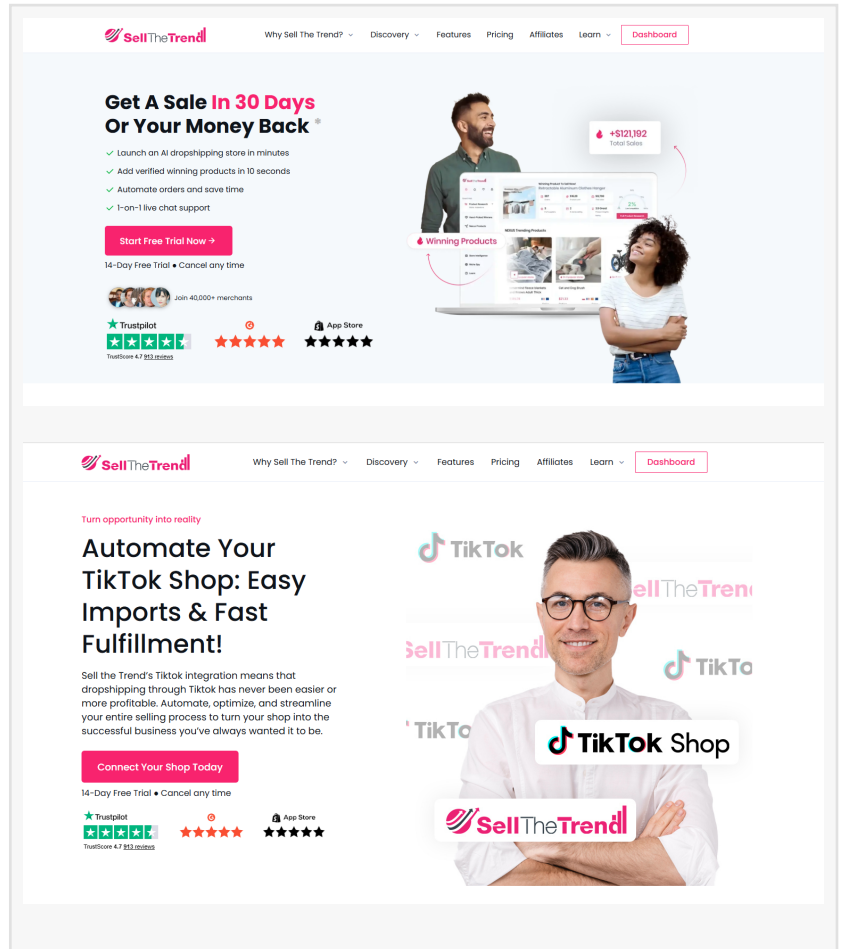 SellTheTrend
Why Sell The Trend?
Discovery
Features
Pricing
Affiliates
Learn
Dashboard
Get A Sale In 30 Days
Or Your Money Back *
Launch an AI dropshipping store in minutes
Add verified winning products in 10 seconds
Automate orders and save time
1-on-1 live chat support
Start Free Trial Now →
14-Day Free Trial ● Cancel any time
Join 40,000+ merchants
Trustpilot
TrustScore 4.7 913 reviews
G
App Store
+$121,192
Total Sales
SellTheTrend
Winning Products
NEXUS Trending Products
2%
SellTheTrend
Why Sell The Trend?
Discovery
Features
Pricing
Affiliates
Learn
Dashboard
Turn opportunity into reality
Automate Your
TikTok Shop: Easy
Imports & Fast
Fulfillment!
Sell the Trend's Tiktok integration means that
dropshipping through Tiktok has never been easier or
more profitable. Automate, optimize, and streamline
your entire selling process to turn your shop into the
successful business you've always wanted it to be.
Connect Your Shop Today
14-Day Free Trial ● Cancel any time
Trustpilot
TrustScore 4.7 913 reviews
G
App Store
TikTok
ellTheTren
SellTheTrend
TikTo
TikTo
TikTok Shop
SellTheTrend